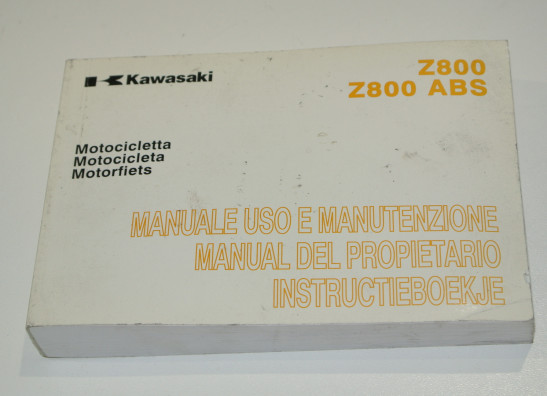 Kawasaki
Z800
Z800 ABS
Motocicletta
Motocicleta
Motorfiets
MANUALE USO E MANUTENZIONE
MANUAL DEL PROPIETARIO
INSTRUCTIEBOEKJE